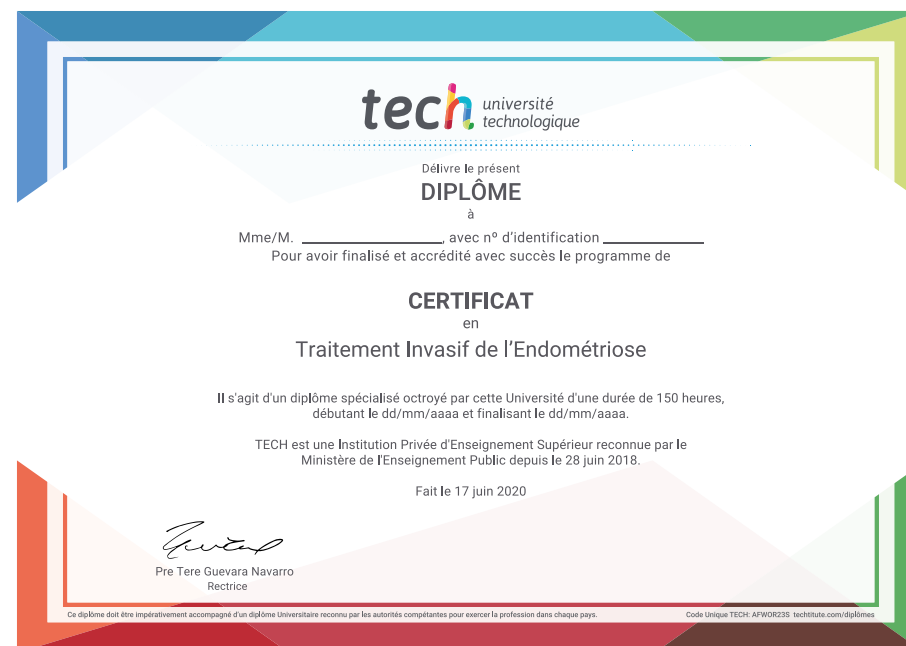 tech université
technologique
Délivre le présent
DIPLÔME
à
Mme/M. ____________________, avec nº d'identification ______________
Pour avoir finalisé et accrédité avec succès le programme de
CERTIFICAT
en
Traitement Invasif de l'Endométriose
Il s'agit d'un diplôme spécialisé octroyé par cette Université d'une durée de 150 heures,
débutant le dd/mm/aaaa et finalisant le dd/mm/aaaa.
TECH est une Institution Privée d'Enseignement Supérieur reconnue par le
Ministère de l'Enseignement Public depuis le 28 juin 2018.
Fait le 17 juin 2020
Pre Tere Guevara Navarro
Rectrice
Ce diplôme doit être impérativement accompagné d'un diplôme Universitaire reconnu par les autorités compétantes pour exercer la profession dans chaque pays.
Code Unique TECH: AFWOR23S techtitute.com/diplômes